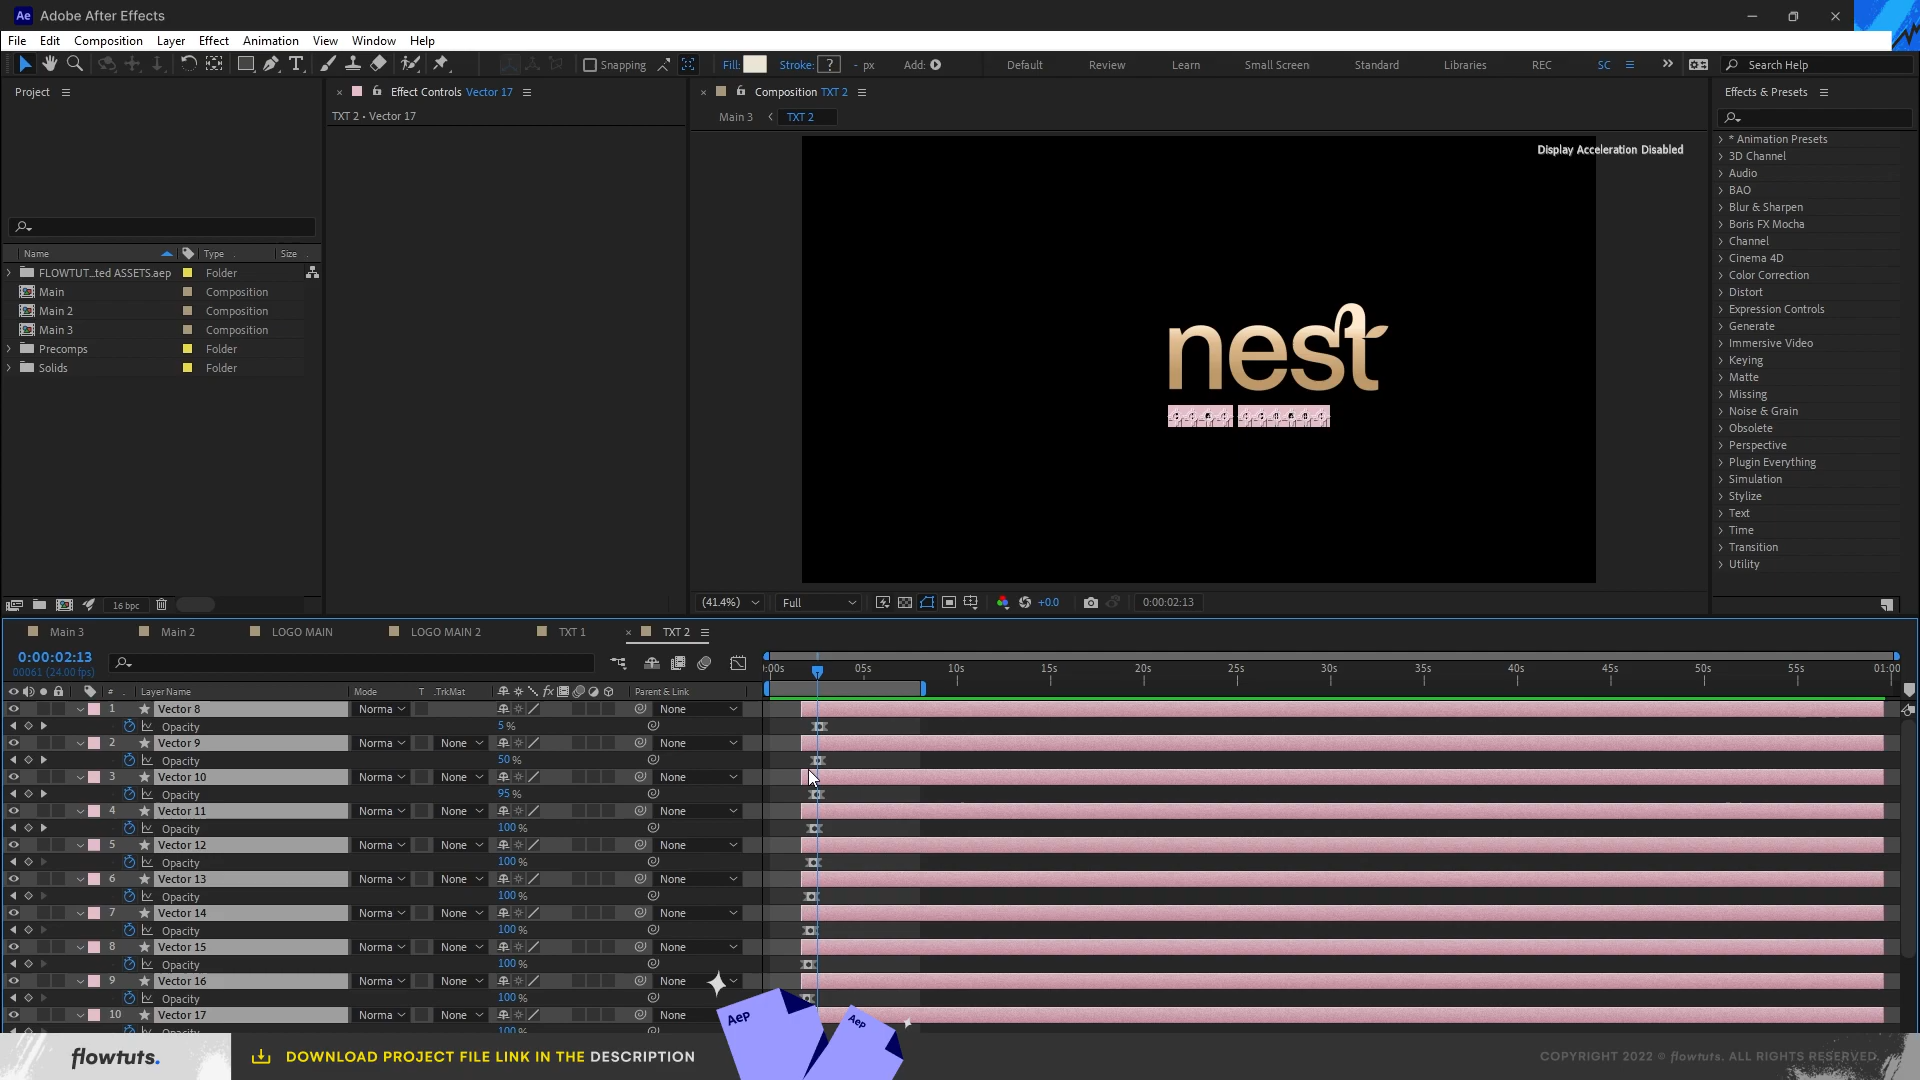 Ae Adobe After Effects
File Edit Composition Layer Effect Animation View Window Help
Snapping Fill: Stroke: ? - px Add: Default Review Learn Small Screen Standard Libraries REC SC Search Help
Project
Effect Controls Vector 17
Composition TXT 2
Effects & Presets
TXT 2 • Vector 17
Main 3 TXT 2
Display Acceleration Disabled
Name Type Size
FLOWTUT...ted ASSETS.aep Folder
Main Composition
Main 2 Composition
Main 3 Composition
Precomps Folder
Solids Folder
nest
* Animation Presets
3D Channel
Audio
BAO
Blur & Sharpen
Boris FX Mocha
Channel
Cinema 4D
Color Correction
Distort
Expression Controls
Generate
Immersive Video
Keying
Matte
Missing
Noise & Grain
Obsolete
Perspective
Plugin Everything
Simulation
Stylize
Text
Time
Transition
Utility
16 bpc
(41.4%) Full +0.0 0:00:02:13
Main 3 Main 2 LOGO MAIN LOGO MAIN 2 TXT 1 TXT 2
0:00:02:13
00061 (24.00 fps)
:00s 05s 10s 15s 20s 25s 30s 35s 40s 45s 50s 55s 01:00
# Layer Name Mode T .TrkMat fx Parent & Link
1 Vector 8 Norma None
Opacity 5 %
2 Vector 9 Norma None None
Opacity 50 %
3 Vector 10 Norma None None
Opacity 95 %
4 Vector 11 Norma None None
Opacity 100 %
5 Vector 12 Norma None None
Opacity 100 %
6 Vector 13 Norma None None
Opacity 100 %
7 Vector 14 Norma None None
Opacity 100 %
8 Vector 15 Norma None None
Opacity 100 %
9 Vector 16 Norma None None
Opacity 100 %
10 Vector 17 Norma None None
Opacity 100 %
Aep
Aep
flowtuts.
DOWNLOAD PROJECT FILE LINK IN THE DESCRIPTION
COPYRIGHT 2022 © flowtuts. ALL RIGHTS RESERVED.